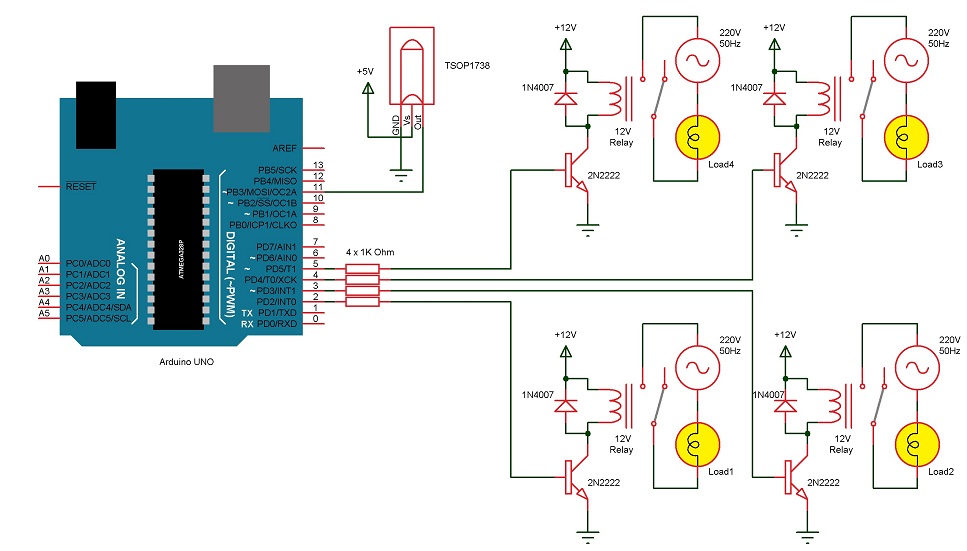 TSOP1738
+5V
GND
Vs
Out
AREF
PB5/SCK 13
PB4/MISO 12
~PB3/MOSI/OC2A 11
~ PB2/SS/OC1B 10
~ PB1/OC1A 9
PB0/ICP1/CLKO 8
PD7/AIN1 7
~ PD6/AIN0 6
~ PD5/T1 5
PD4/T0/XCK 4
~ PD3/INT1 3
PD2/INT0 2
TX PD1/TXD 1
RX PD0/RXD 0
DIGITAL (~PWM)
RESET
ATMEGA328P
ANALOG IN
A0 PC0/ADC0
A1 PC1/ADC1
A2 PC2/ADC2
A3 PC3/ADC3
A4 PC4/ADC4/SDA
A5 PC5/ADC5/SCL
Arduino UNO
4 x 1K Ohm
+12V
220V
50Hz
1N4007
12V
Relay
Load4
2N2222
+12V
220V
50Hz
1N4007
12V
Relay
Load3
2N2222
+12V
220V
50Hz
1N4007
12V
Relay
Load1
2N2222
+12V
220V
50Hz
1N4007
12V
Relay
Load2
2N2222